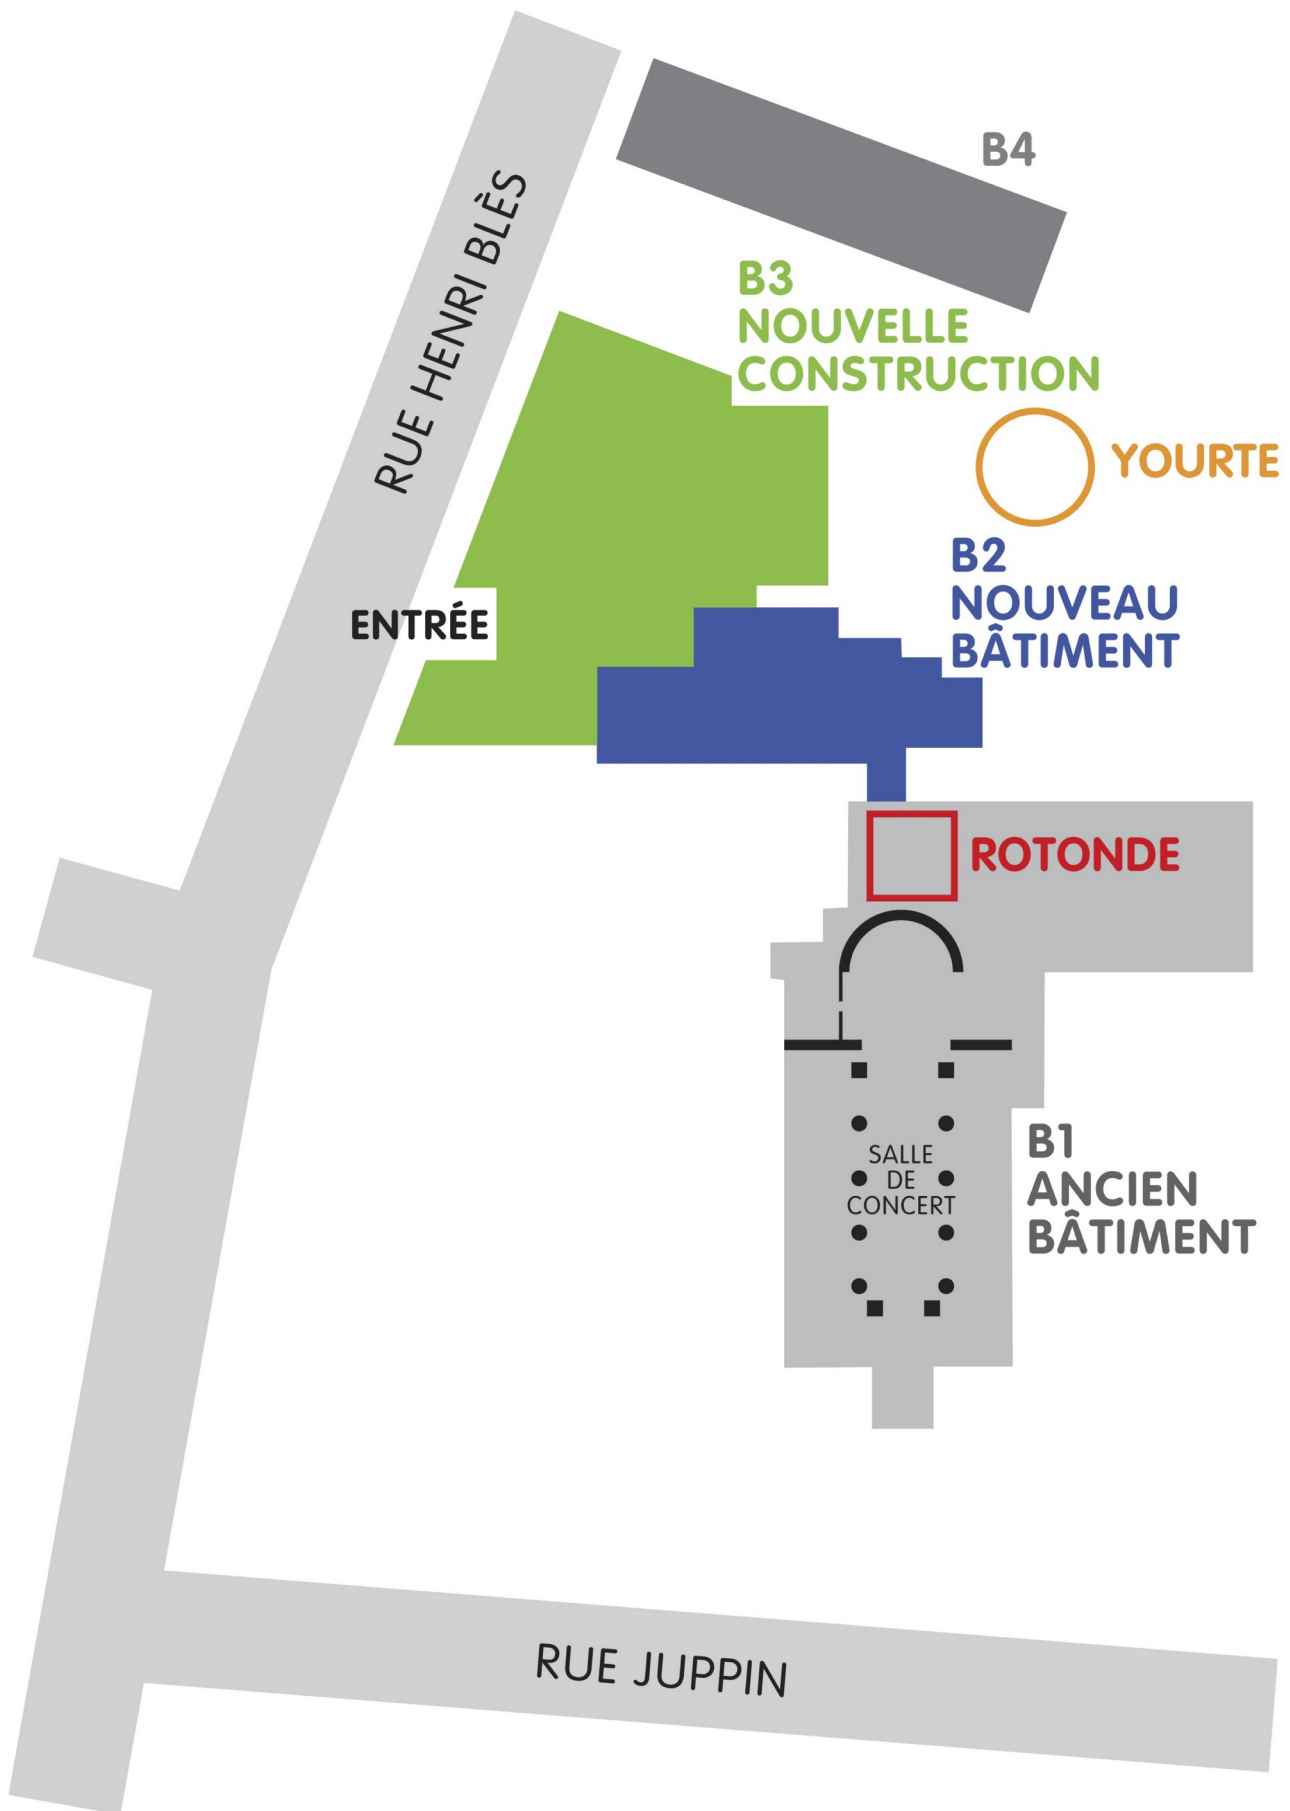 RUE HENRI BLÈS
B4
B3
NOUVELLE
CONSTRUCTION
YOURTE
B2
NOUVEAU
BÂTIMENT
ENTRÉE
ROTONDE
SALLE
DE
CONCERT
B1
ANCIEN
BÂTIMENT
RUE JUPPIN